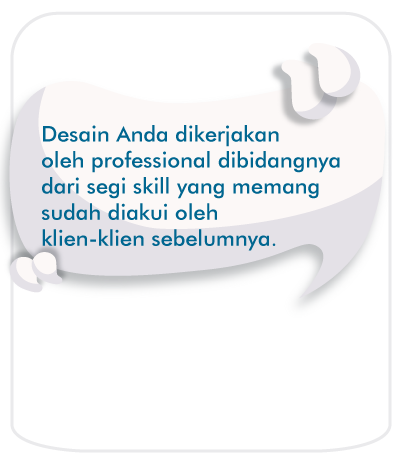 Desain Anda dikerjakan
oleh professional dibidangnya
dari segi skill yang memang
sudah diakui oleh
klien-klien sebelumnya.